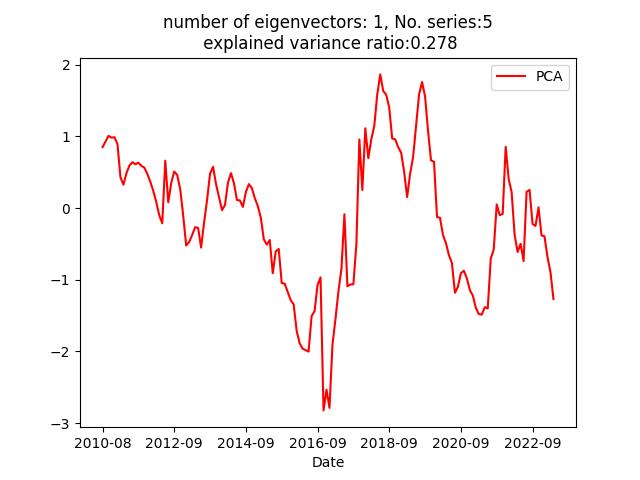 number of eigenvectors: 1, No. series:5
explained variance ratio:0.278
PCA
2
1
0
−1
−2
−3
2010-08 2012-09 2014-09 2016-09 2018-09 2020-09 2022-09
Date